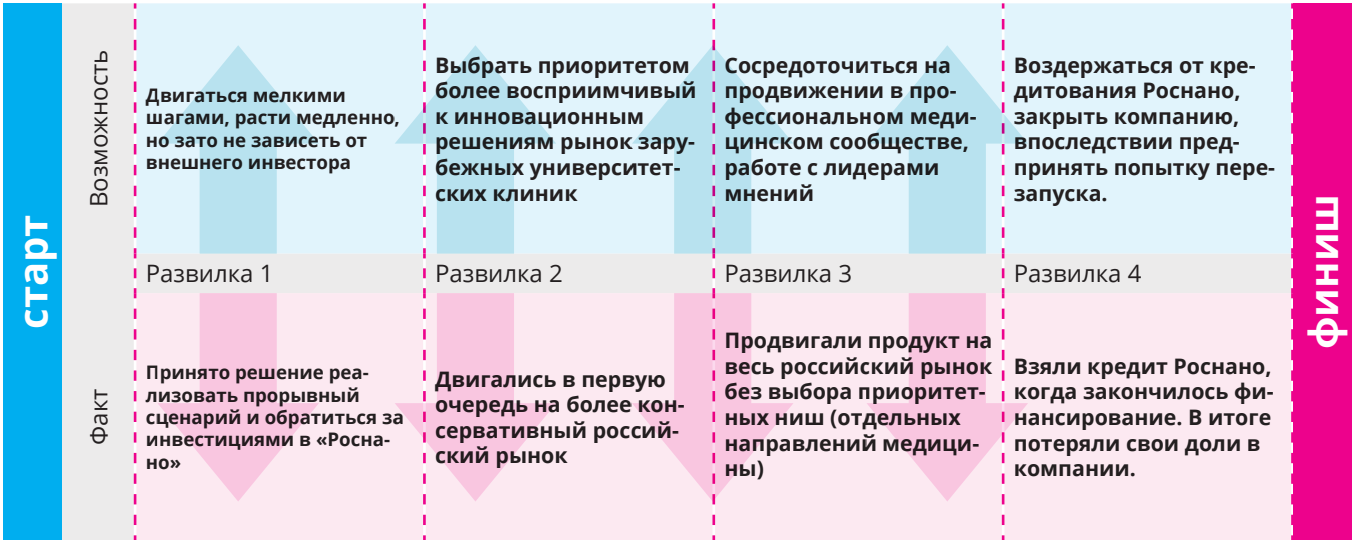 старт
Возможность
Двигаться мелкими
шагами, расти медленно,
но зато не зависеть от
внешнего инвестора
Выбрать приоритетом
более восприимчивый
к инновационным
решениям рынок зару-
бежных университет-
ских клиник
Сосредоточиться на
продвижении в про-
фессиональном меди-
цинском сообществе,
работе с лидерами
мнений
Воздержаться от кре-
дитования Роснано,
закрыть компанию,
впоследствии пред-
принять попытку пере-
запуска.
Развилка 1
Развилка 2
Развилка 3
Развилка 4
Факт
Принято решение реа-
лизовать прорывный
сценарий и обратиться за
инвестициями в «Росна-
но»
Двигались в первую
очередь на более кон-
сервативный россий-
ский рынок
Продвигали продукт на
весь российский рынок
без выбора приоритет-
ных ниш (отдельных
направлений медици-
ны)
Взяли кредит Роснано,
когда закончилось фи-
нансирование. В итоге
потеряли свои доли в
компании.
финиш